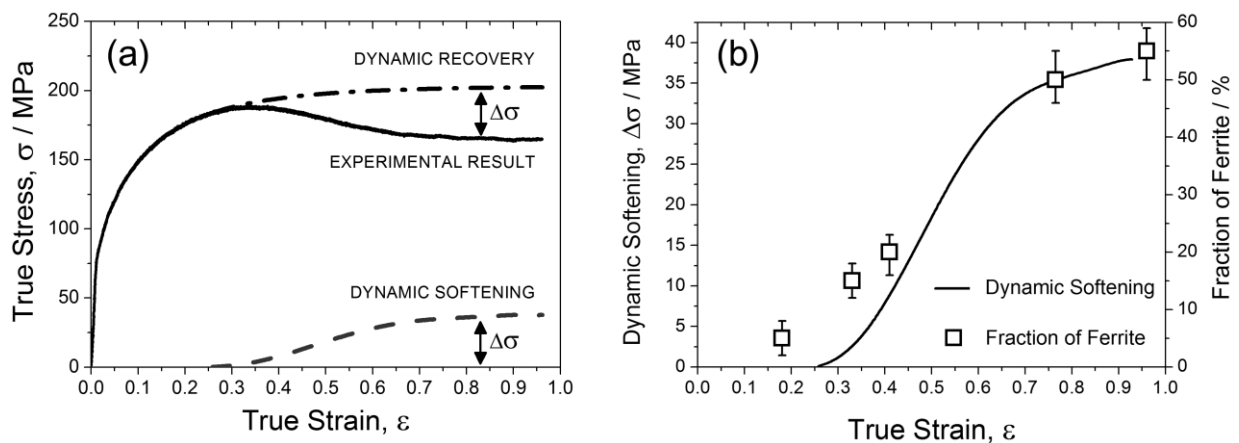 (a)
True Stress, σ / MPa
250
200
150
100
50
0
DYNAMIC RECOVERY
Δσ
EXPERIMENTAL RESULT
DYNAMIC SOFTENING
Δσ
0.0 0.1 0.2 0.3 0.4 0.5 0.6 0.7 0.8 0.9 1.0
True Strain, ε
(b)
Dynamic Softening, Δσ / MPa
40
35
30
25
20
15
10
5
0
Fraction of Ferrite / %
60
50
40
30
20
10
0
Dynamic Softening
Fraction of Ferrite
0.0 0.1 0.2 0.3 0.4 0.5 0.6 0.7 0.8 0.9 1.0
True Strain, ε